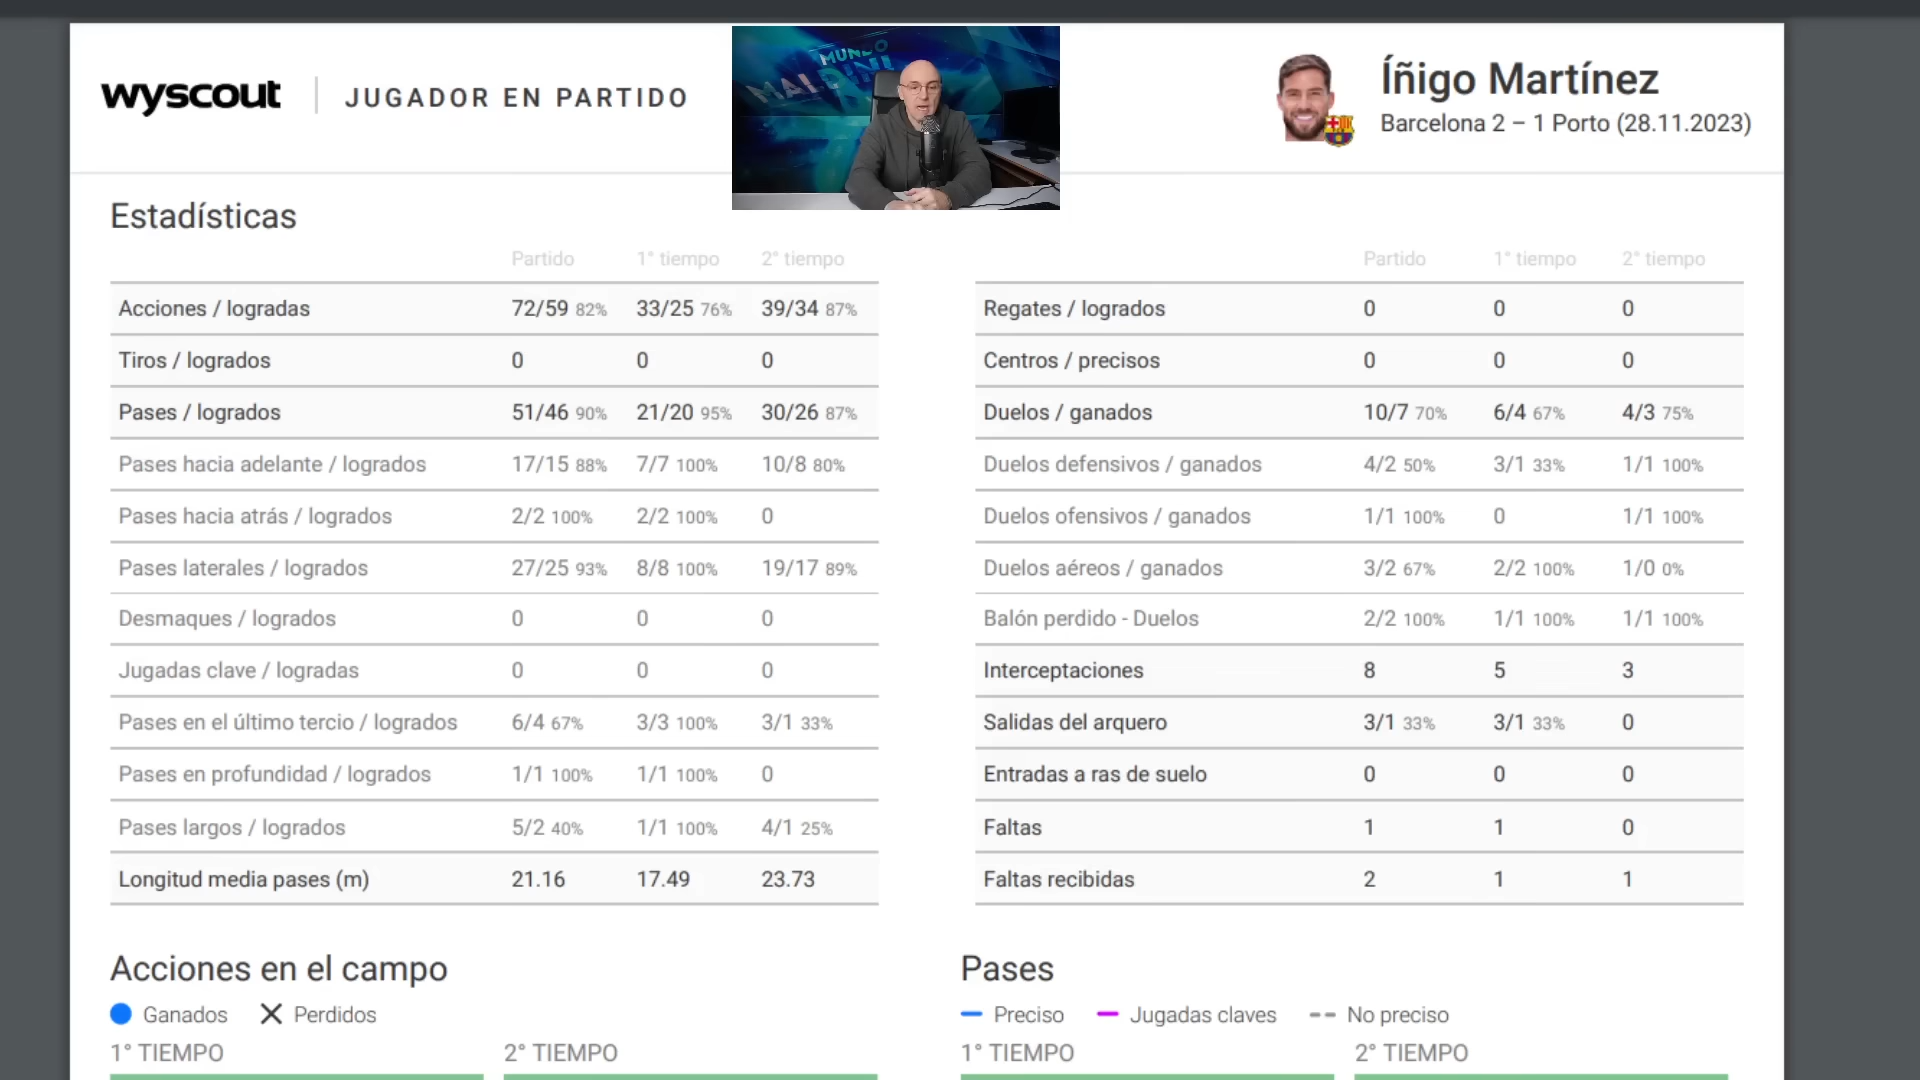 wyscout | JUGADOR EN PARTIDO
MUNDO
MALDINI
Íñigo Martínez
Barcelona 2 – 1 Porto (28.11.2023)
Estadísticas
Partido 1° tiempo 2° tiempo
Acciones / logradas 72/59 82% 33/25 76% 39/34 87%
Tiros / logrados 0 0 0
Pases / logrados 51/46 90% 21/20 95% 30/26 87%
Pases hacia adelante / logrados 17/15 88% 7/7 100% 10/8 80%
Pases hacia atrás / logrados 2/2 100% 2/2 100% 0
Pases laterales / logrados 27/25 93% 8/8 100% 19/17 89%
Desmaques / logrados 0 0 0
Jugadas clave / logradas 0 0 0
Pases en el último tercio / logrados 6/4 67% 3/3 100% 3/1 33%
Pases en profundidad / logrados 1/1 100% 1/1 100% 0
Pases largos / logrados 5/2 40% 1/1 100% 4/1 25%
Longitud media pases (m) 21.16 17.49 23.73
Partido 1° tiempo 2° tiempo
Regates / logrados 0 0 0
Centros / precisos 0 0 0
Duelos / ganados 10/7 70% 6/4 67% 4/3 75%
Duelos defensivos / ganados 4/2 50% 3/1 33% 1/1 100%
Duelos ofensivos / ganados 1/1 100% 0 1/1 100%
Duelos aéreos / ganados 3/2 67% 2/2 100% 1/0 0%
Balón perdido - Duelos 2/2 100% 1/1 100% 1/1 100%
Interceptaciones 8 5 3
Salidas del arquero 3/1 33% 3/1 33% 0
Entradas a ras de suelo 0 0 0
Faltas 1 1 0
Faltas recibidas 2 1 1
Acciones en el campo
Ganados Perdidos
1° TIEMPO 2° TIEMPO
Pases
Preciso Jugadas claves No preciso
1° TIEMPO 2° TIEMPO